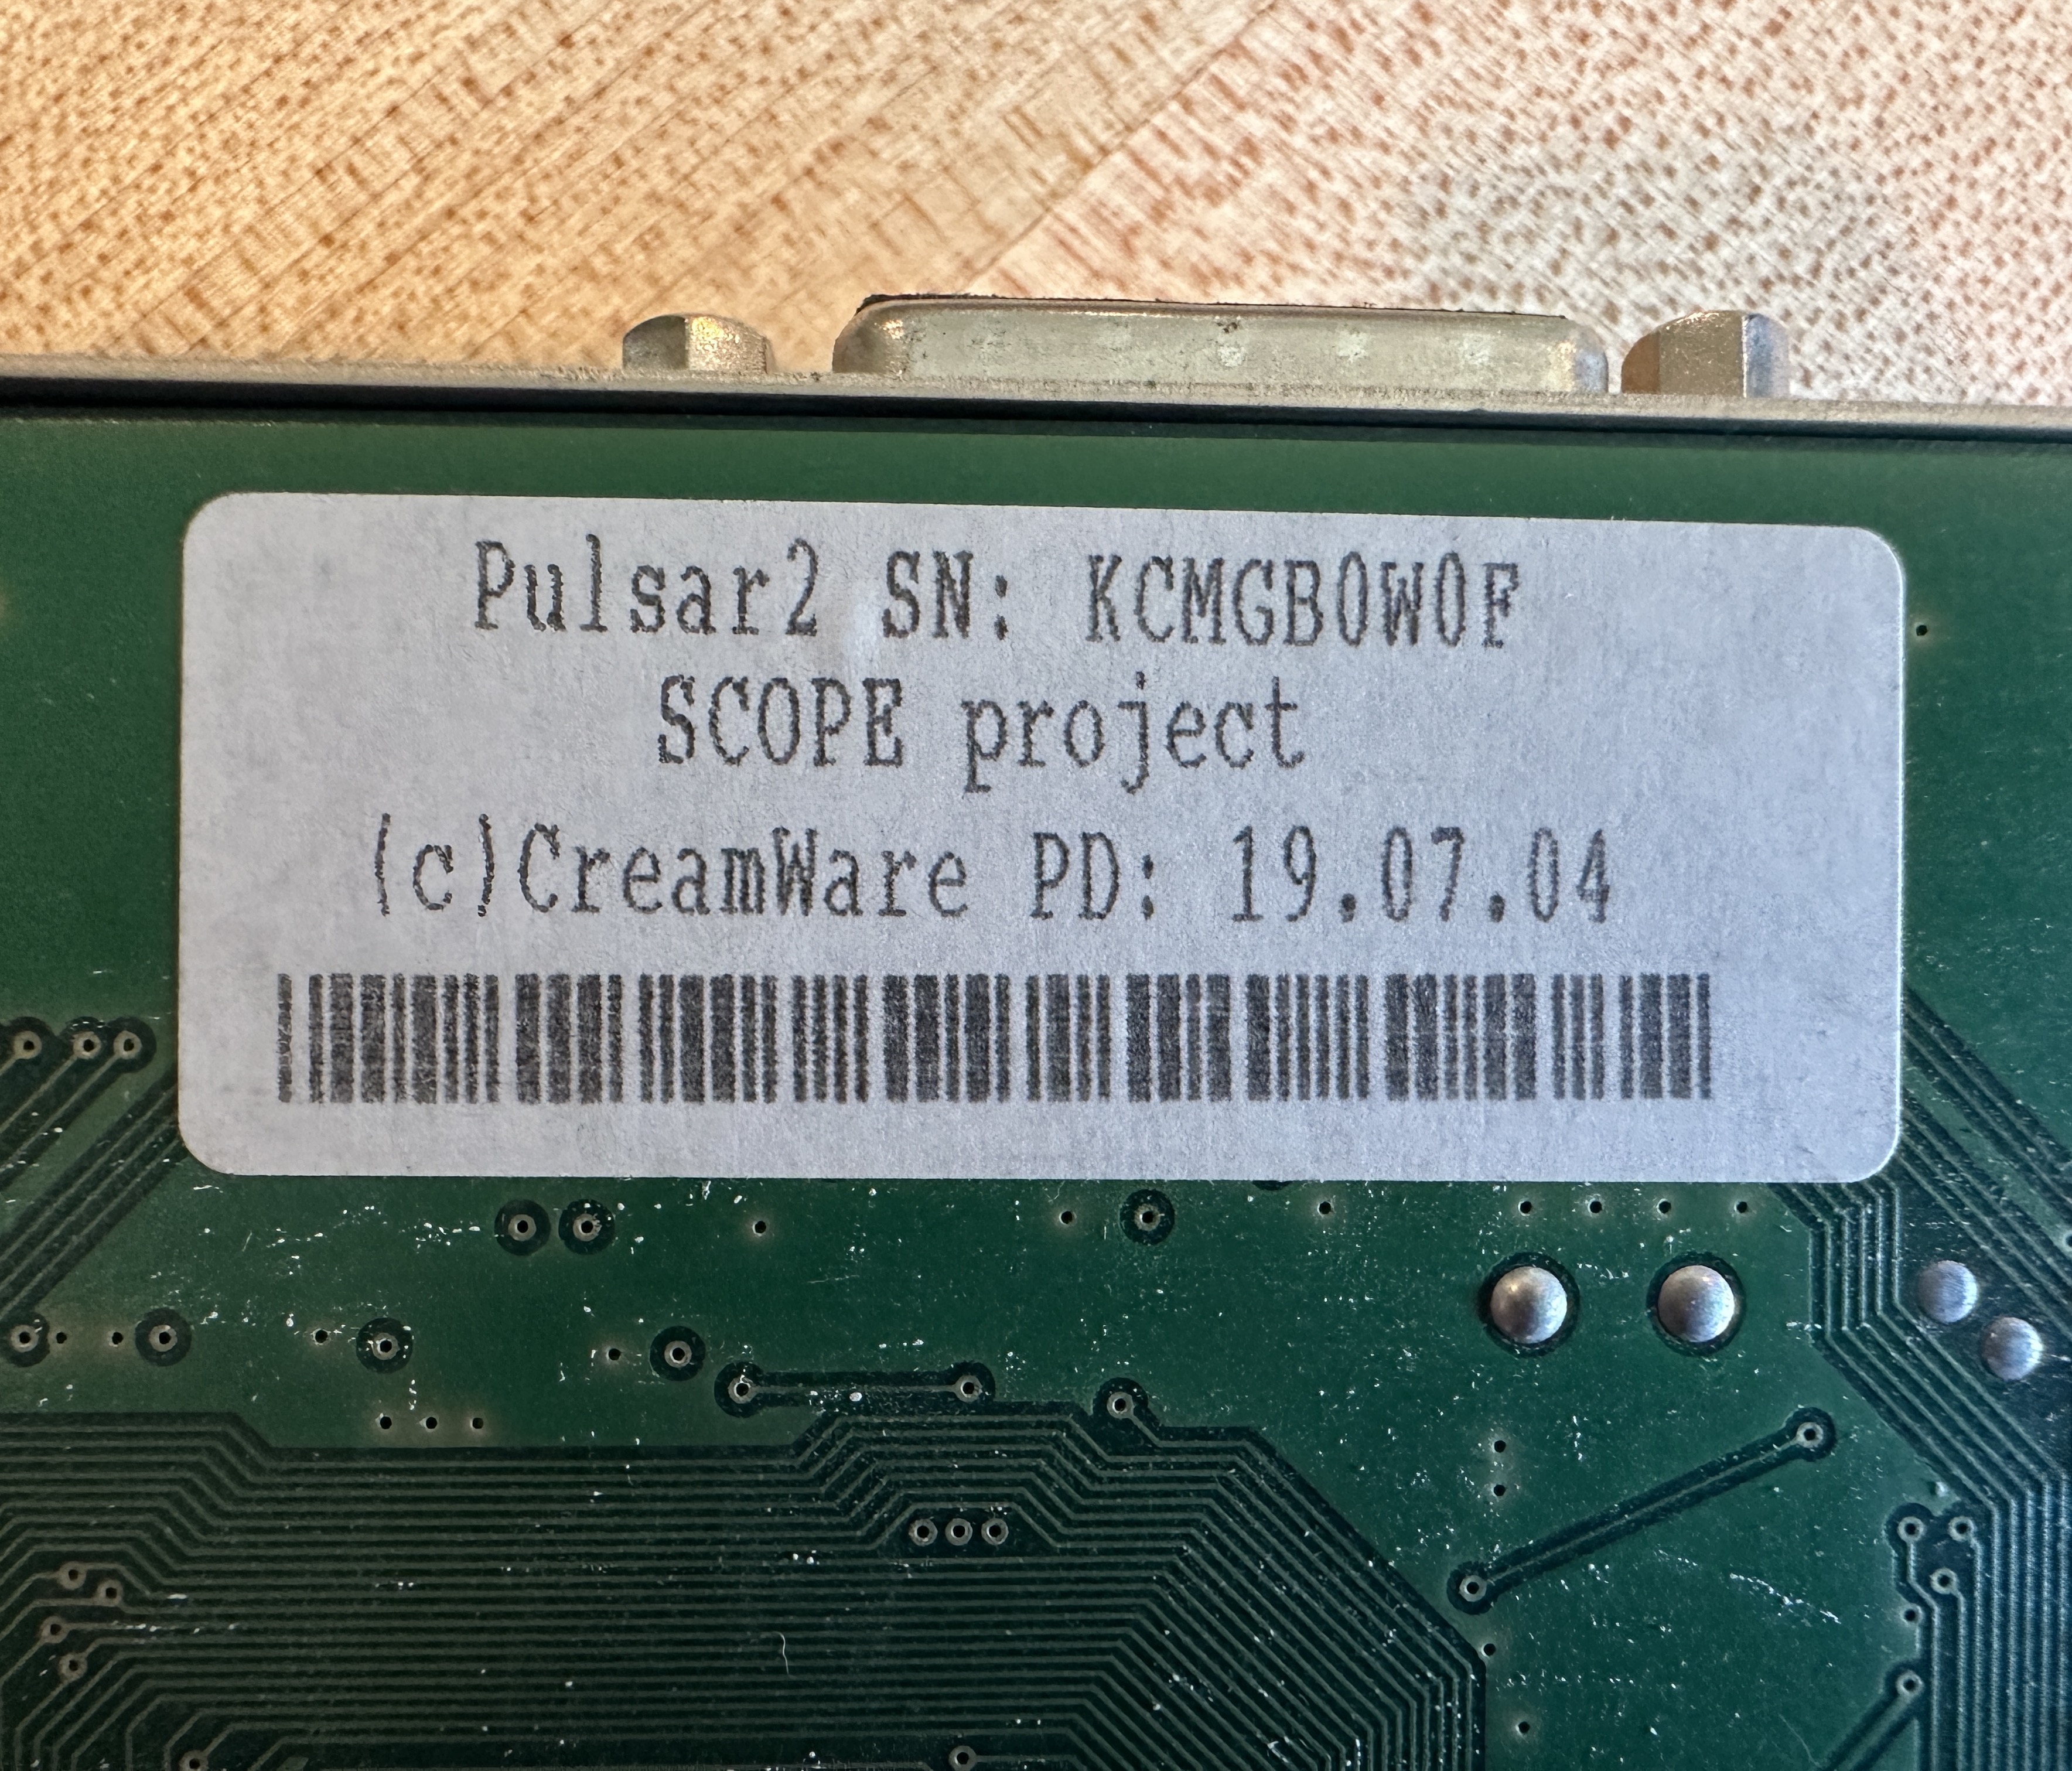 Pulsar2 SN: KCMGB0W0F
SCOPE project
(c)CreamWare PD: 19.07.04